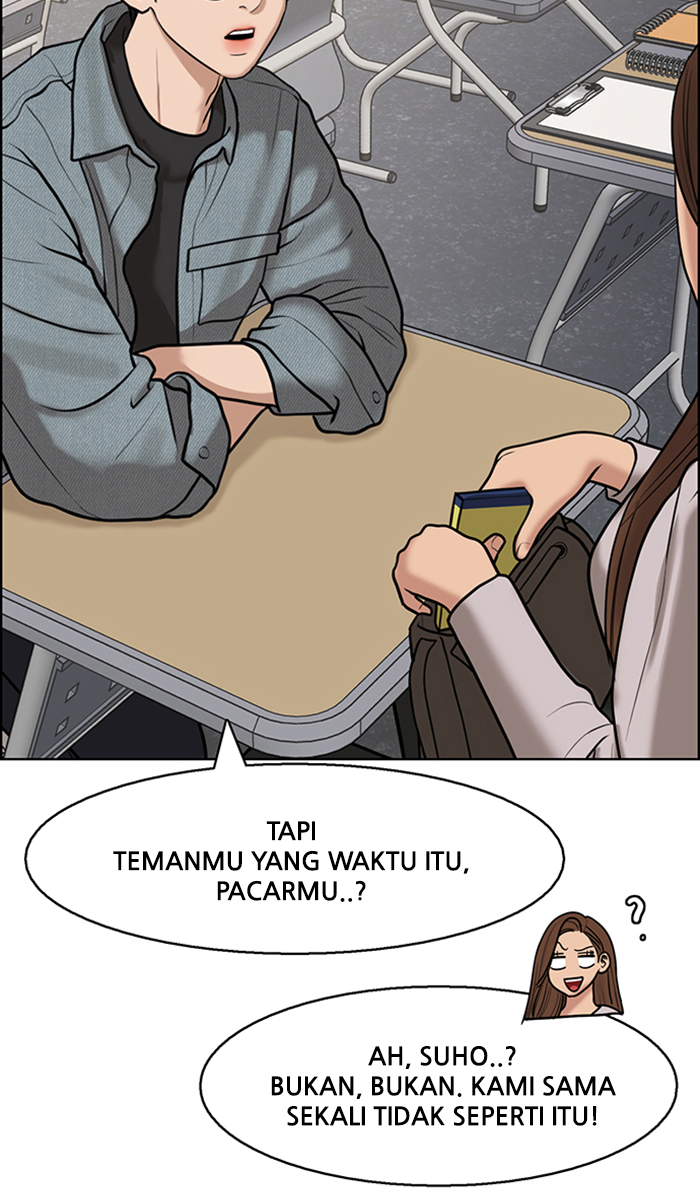 TAPI
TEMANMU YANG WAKTU ITU,
PACARMU..?
?
AH, SUHO..?
BUKAN, BUKAN. KAMI SAMA
SEKALI TIDAK SEPERTI ITU!